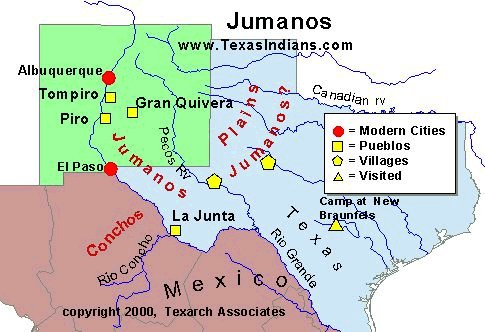 Jumanos
www.TexasIndians.com
Albuquerque
Tompiro
Gran Quivera
Piro
El Paso
Jumanos
Pecos Rv
Plains
Jumanos?
Canadian rv
= Modern Cities
= Pueblos
= Villages
= Visited
Camp at New
Braunfels
La Junta
Conchos
Rio Concho
Texas
Rio Grande
Mexico
copyright 2000, Texarch Associates